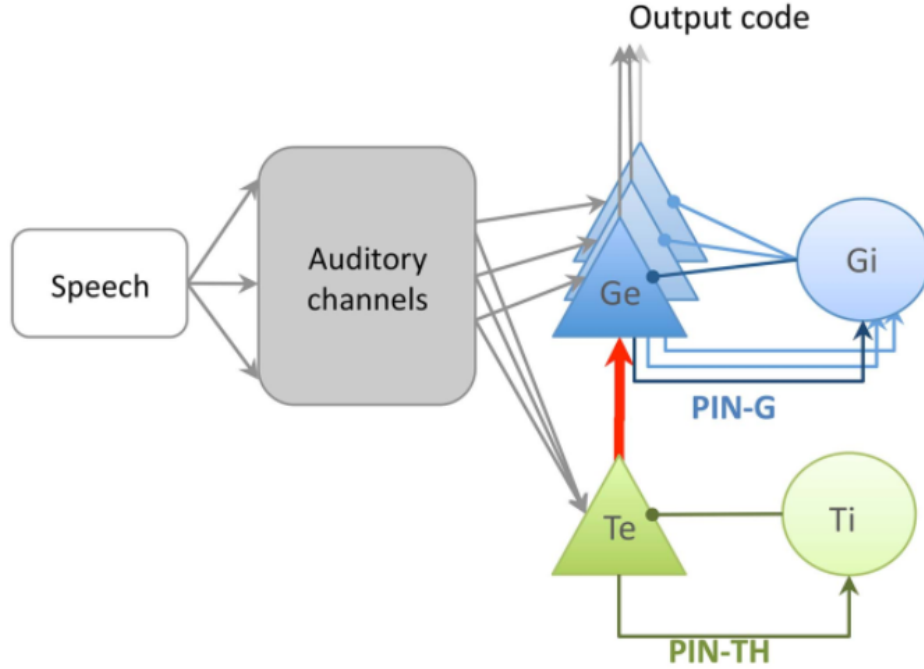 Output code
Speech
Auditory
channels
Ge
Gi
PIN-G
Te
Ti
PIN-TH